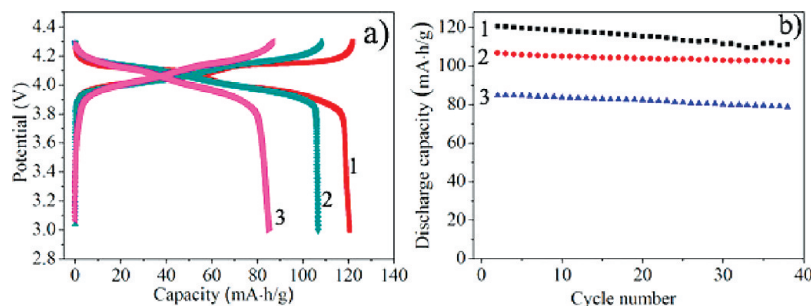 a)
Potential (V)
4.4
4.2
4.0
3.8
3.6
3.4
3.2
3.0
2.8
1
2
3
0 20 40 60 80 100 120 140
Capacity (mA·h/g)
b)
Discharge capacity (mA·h/g)
120
100
80
60
40
20
0
1
2
3
0 10 20 30 40
Cycle number